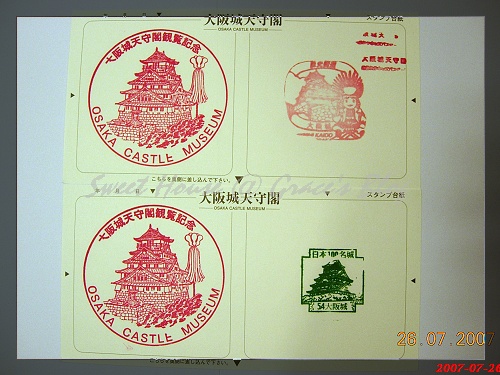 大阪城天守閣
OSAKA CASTLE MUSEUM
スタンプ台紙
大阪城天守閣観覧記念
OSAKA CASTLE MUSEUM
大阪城天守閣
こちらを背側に差し込んで下さい。
大阪城天守閣
OSAKA CASTLE MUSEUM
スタンプ台紙
大阪城天守閣観覧記念
OSAKA CASTLE MUSEUM
日本100名城
54大阪城
26.07.2007
2007-07-26